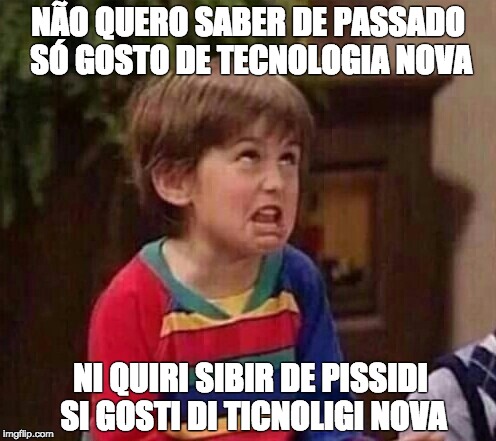 NÃO QUERO SABER DE PASSADO
SÓ GOSTO DE TECNOLOGIA NOVA
NI QUIRI SIBIR DE PISSIDI
SI GOSTI DI TICNOLIGI NOVA
imgflip.com